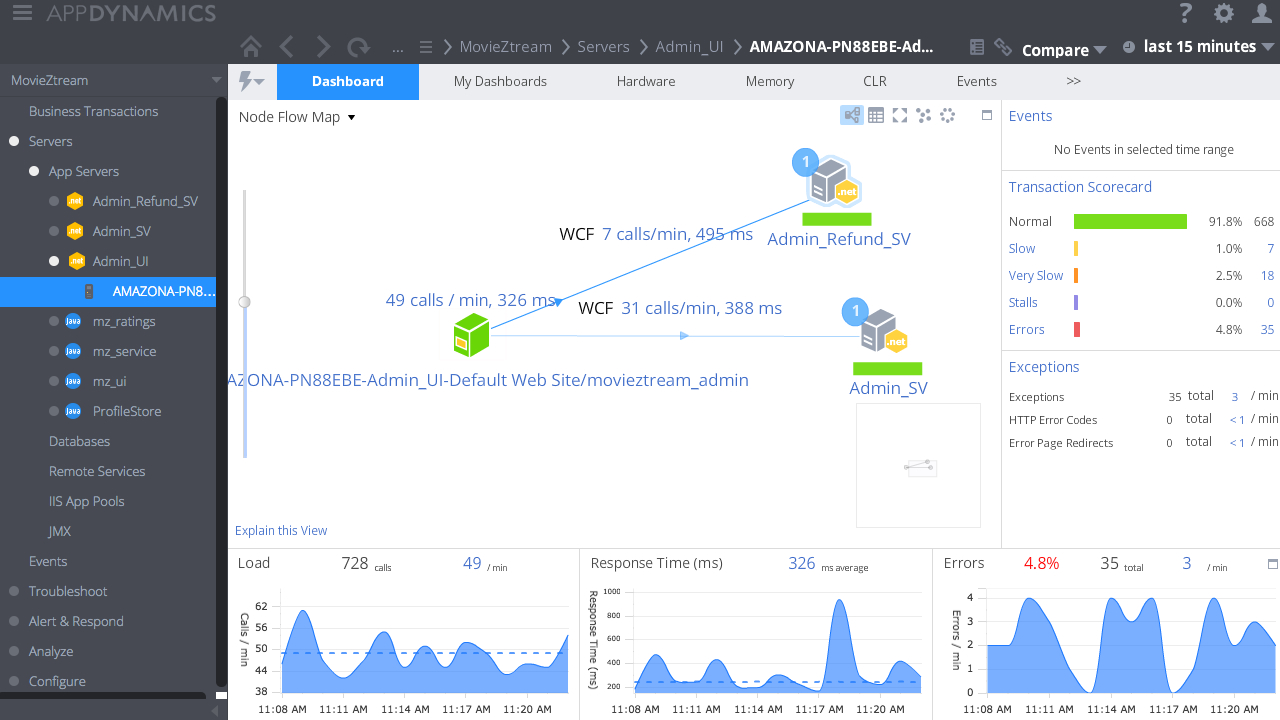 APPDYNAMICS
?
... MovieZtream Servers Admin_UI AMAZONA-PN88EBE-Ad... Compare last 15 minutes
MovieZtream
Business Transactions
Servers
App Servers
.net Admin_Refund_SV
.net Admin_SV
.net Admin_UI
AMAZONA-PN8...
Java mz_ratings
Java mz_service
Java mz_ui
Java ProfileStore
Databases
Remote Services
IIS App Pools
JMX
Events
Troubleshoot
Alert & Respond
Analyze
Configure
Dashboard My Dashboards Hardware Memory CLR Events >>
Node Flow Map
1
.net
WCF 7 calls/min, 495 ms
Admin_Refund_SV
49 calls / min, 326 ms
WCF 31 calls/min, 388 ms
1
.net
AZONA-PN88EBE-Admin_UI-Default Web Site/movieztream_admin
Admin_SV
Explain this View
Events
No Events in selected time range
Transaction Scorecard
Normal 91.8% 668
Slow 1.0% 7
Very Slow 2.5% 18
Stalls 0.0% 0
Errors 4.8% 35
Exceptions
Exceptions 35 total 3 / min
HTTP Error Codes 0 total < 1 / min
Error Page Redirects 0 total < 1 / min
Load 728 calls 49 / min
Calls / min
62
56
50
44
38
11:08 AM 11:11 AM 11:14 AM 11:17 AM 11:20 AM
Response Time (ms) 326 ms average
Response Time (ms)
1000
800
600
400
200
11:08 AM 11:11 AM 11:14 AM 11:17 AM 11:20 AM
Errors 4.8% 35 total 3 / min
Errors / min
4
3
2
1
0
11:08 AM 11:11 AM 11:14 AM 11:17 AM 11:20 AM